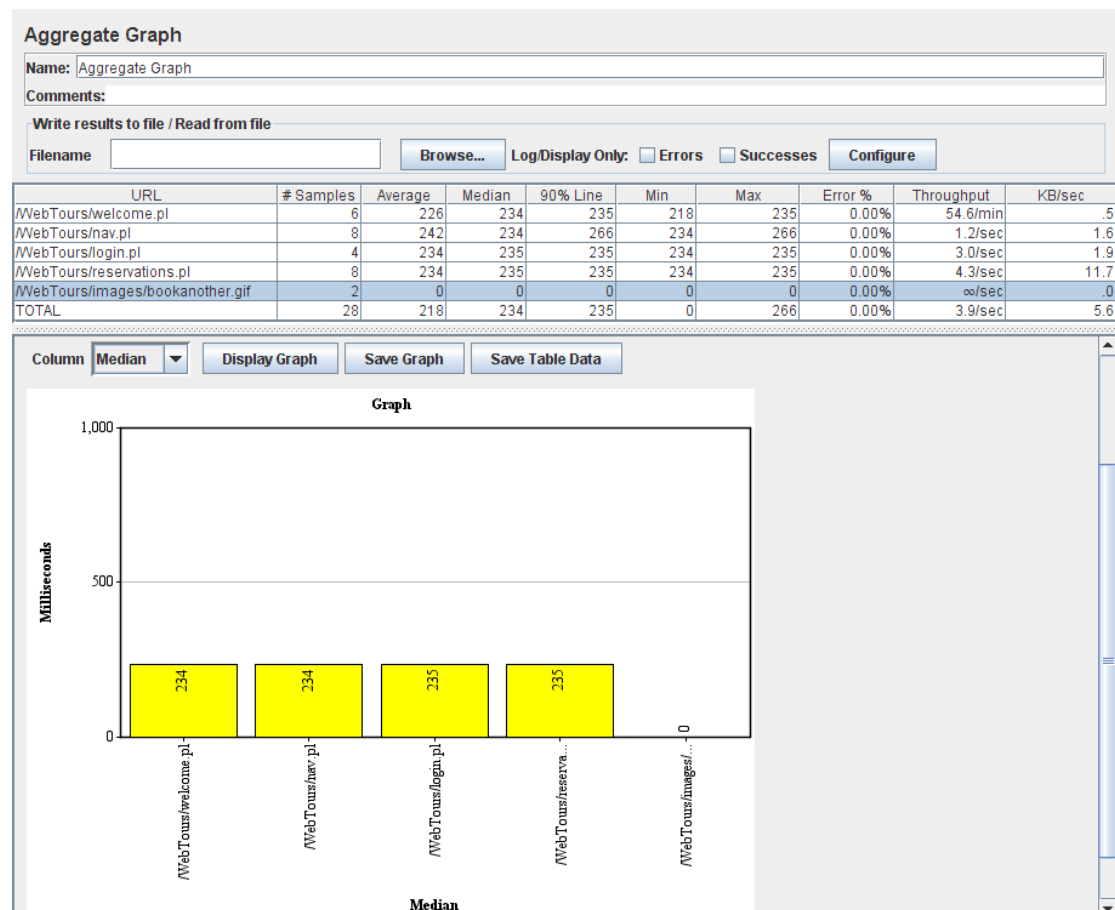 Aggregate Graph
Name: Aggregate Graph
Comments:
Write results to file / Read from file
Filename Browse... Log/Display Only: Errors Successes Configure
URL # Samples Average Median 90% Line Min Max Error % Throughput KB/sec
/WebTours/welcome.pl 6 226 234 235 218 235 0.00% 54.6/min .5
/WebTours/nav.pl 8 242 234 266 234 266 0.00% 1.2/sec 1.6
/WebTours/login.pl 4 234 235 235 234 235 0.00% 3.0/sec 1.9
/WebTours/reservations.pl 8 234 235 235 234 235 0.00% 4.3/sec 11.7
/WebTours/images/bookanother.gif 2 0 0 0 0 0 0.00% ∞/sec .0
TOTAL 28 218 234 235 0 266 0.00% 3.9/sec 5.6
Column Median Display Graph Save Graph Save Table Data
Graph
1,000
500
0
Milliseconds
234 234 235 235 0
/WebTours/welcome.pl
/WebTours/nav.pl
/WebTours/login.pl
/WebTours/reserva...
/WebTours/images/...
Median